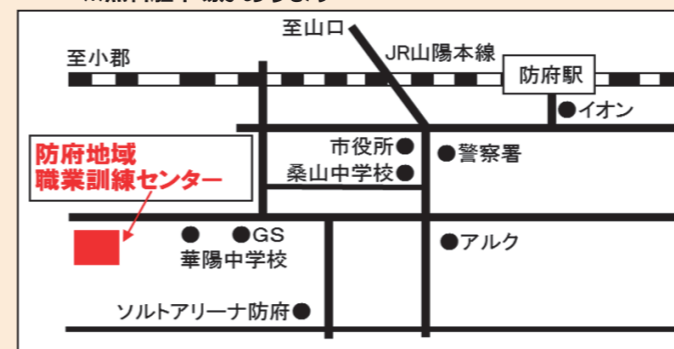 至山口
至小郡
JR山陽本線
防府駅
●イオン
防府地域
職業訓練センター
市役所●
●警察署
桑山中学校●
●GS
華陽中学校
●アルク
ソルトアリーナ防府●